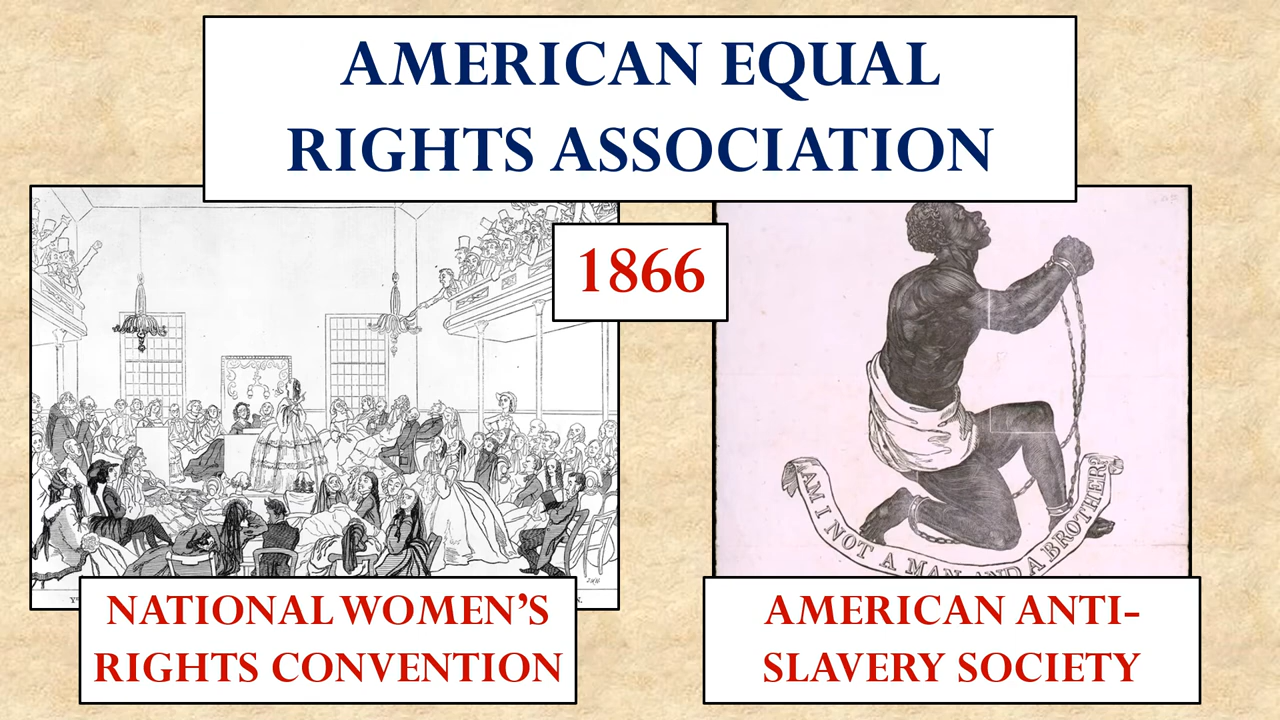 AMERICAN EQUAL
RIGHTS ASSOCIATION
1866
AM I NOT A MAN AND A BROTHER
NATIONAL WOMEN'S
RIGHTS CONVENTION
AMERICAN ANTI-
SLAVERY SOCIETY